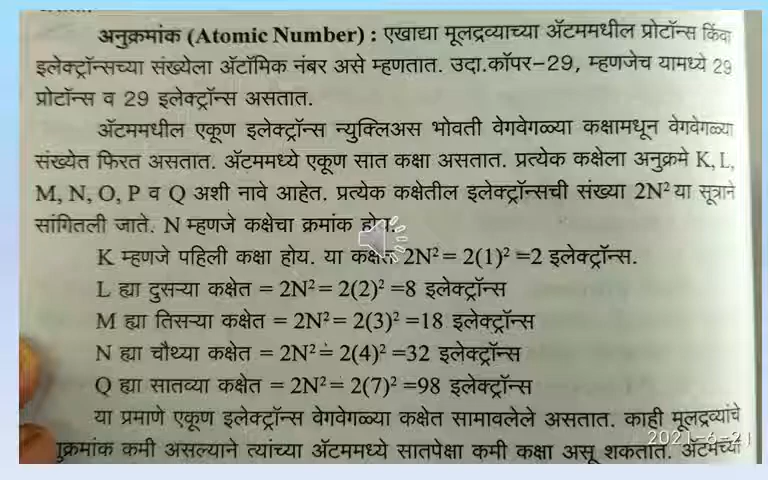 अनुक्रमांक (Atomic Number) : एखाद्या मूलद्रव्याच्या ॲटममधील प्रोटॉन्स किंवा
इलेक्ट्रॉन्सच्या संख्येला ॲटॉमिक नंबर असे म्हणतात. उदा.कॉपर-29, म्हणजेच यामध्ये 29
प्रोटॉन्स व 29 इलेक्ट्रॉन्स असतात.
ॲटममधील एकूण इलेक्ट्रॉन्स न्युक्लिअस भोवती वेगवेगळ्या कक्षामधून वेगवेगळ्या
संख्येत फिरत असतात. ॲटममध्ये एकूण सात कक्षा असतात. प्रत्येक कक्षेला अनुक्रमे K, L,
M, N, O, P व Q अशी नावे आहेत. प्रत्येक कक्षेतील इलेक्ट्रॉन्सची संख्या 2N² या सूत्राने
सांगितली जाते. N म्हणजे कक्षेचा क्रमांक होय.
K म्हणजे पहिली कक्षा होय. या कक्षेत 2N² = 2(1)² =2 इलेक्ट्रॉन्स.
L ह्या दुसऱ्या कक्षेत = 2N² = 2(2)² =8 इलेक्ट्रॉन्स
M ह्या तिसऱ्या कक्षेत = 2N² = 2(3)² =18 इलेक्ट्रॉन्स
N ह्या चौथ्या कक्षेत = 2N² = 2(4)² =32 इलेक्ट्रॉन्स
Q ह्या सातव्या कक्षेत = 2N² = 2(7)² =98 इलेक्ट्रॉन्स
या प्रमाणे एकूण इलेक्ट्रॉन्स वेगवेगळ्या कक्षेत सामावलेले असतात. काही मूलद्रव्यांचे
नुक्रमांक कमी असल्याने त्यांच्या ॲटममध्ये सातपेक्षा कमी कक्षा असू शकतात. ॲटमच्या
2021-6-21